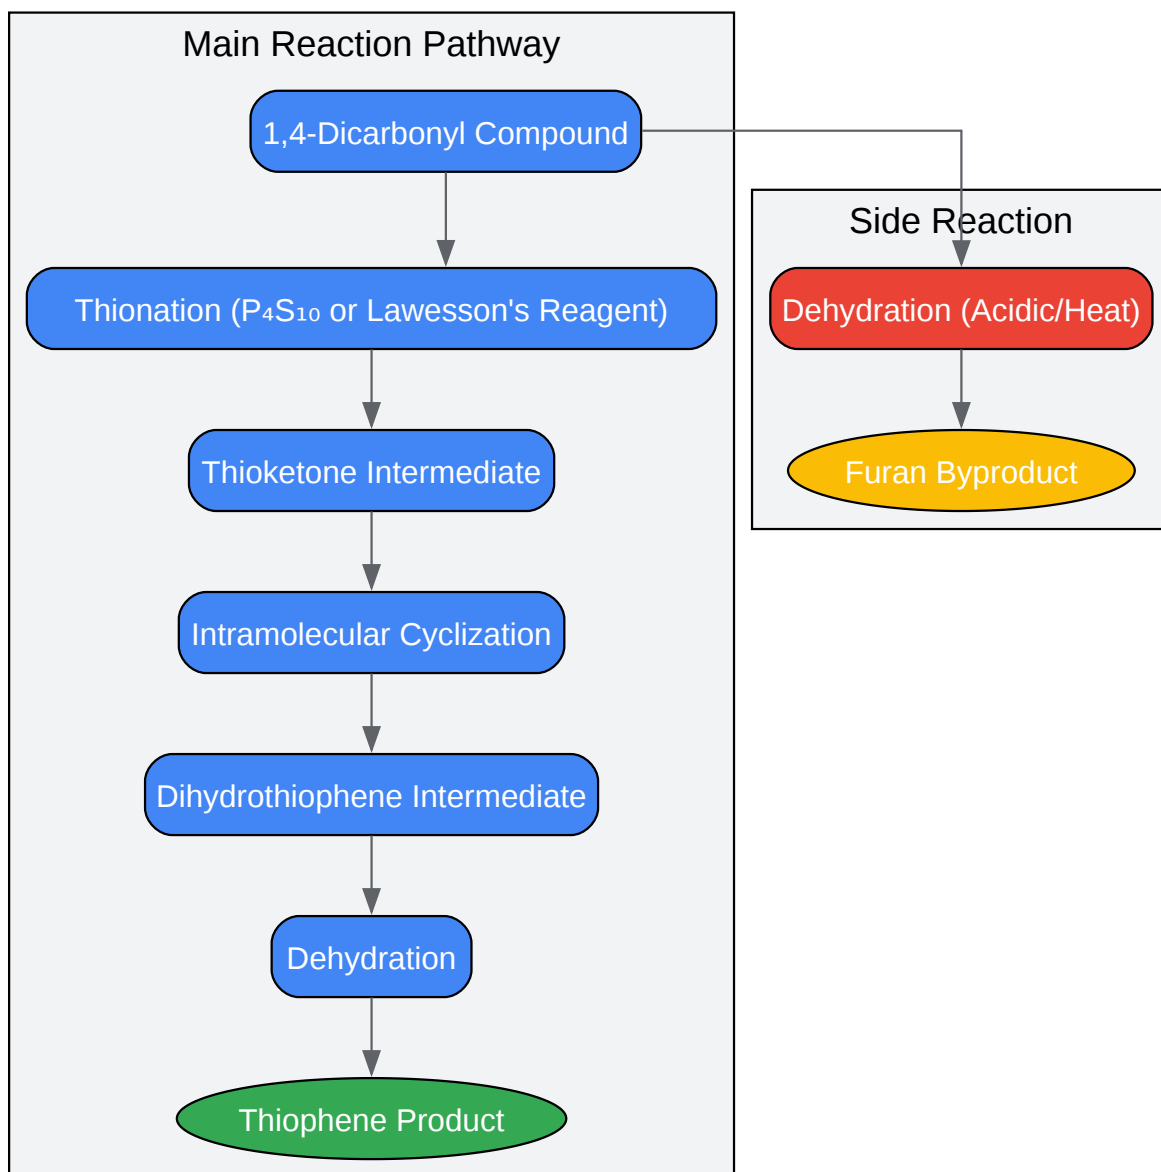 Main Reaction Pathway
1,4-Dicarbonyl Compound
Thionation (P₄S₁₀ or Lawesson's Reagent)
Thioketone Intermediate
Intramolecular Cyclization
Dihydrothiophene Intermediate
Dehydration
Thiophene Product
Side Reaction
Dehydration (Acidic/Heat)
Furan Byproduct